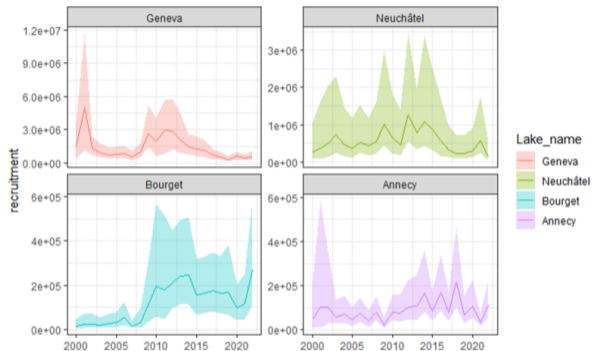 Geneva
Neuchâtel
1.2e+07
9.0e+06
6.0e+06
3.0e+06
0.0e+00
3e+06
2e+06
1e+06
0e+00
recruitment
Bourget
Annecy
6e+05
4e+05
2e+05
0e+00
6e+05
4e+05
2e+05
0e+00
2000 2005 2010 2015 2020
2000 2005 2010 2015 2020
Lake_name
Geneva
Neuchâtel
Bourget
Annecy